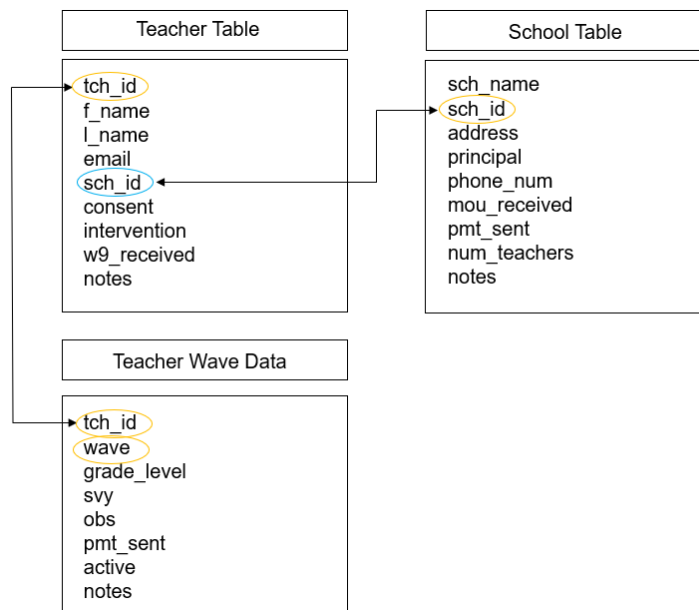 Teacher Table
tch_id
f_name
l_name
email
sch_id
consent
intervention
w9_received
notes
School Table
sch_name
sch_id
address
principal
phone_num
mou_received
pmt_sent
num_teachers
notes
Teacher Wave Data
tch_id
wave
grade_level
svy
obs
pmt_sent
active
notes